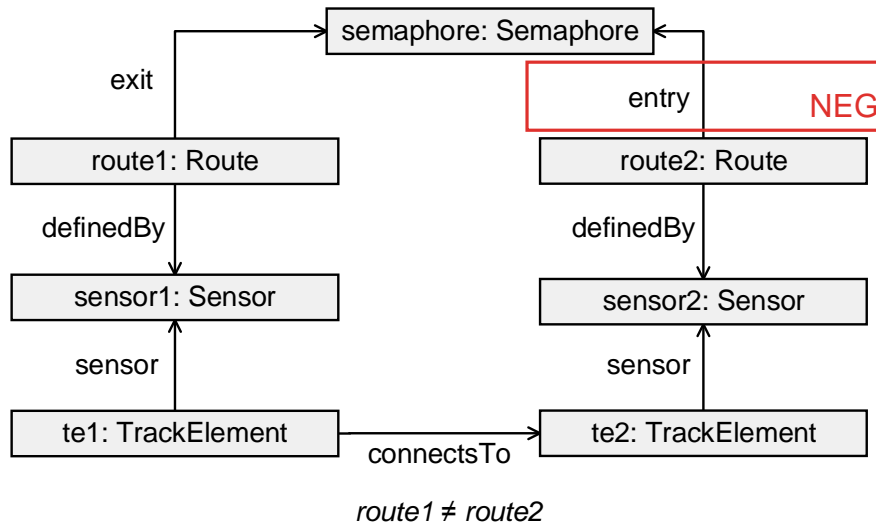 semaphore: Semaphore
exit
entry
NEG
route1: Route
route2: Route
definedBy
definedBy
sensor1: Sensor
sensor2: Sensor
sensor
sensor
te1: TrackElement
te2: TrackElement
connectsTo
route1 ≠ route2